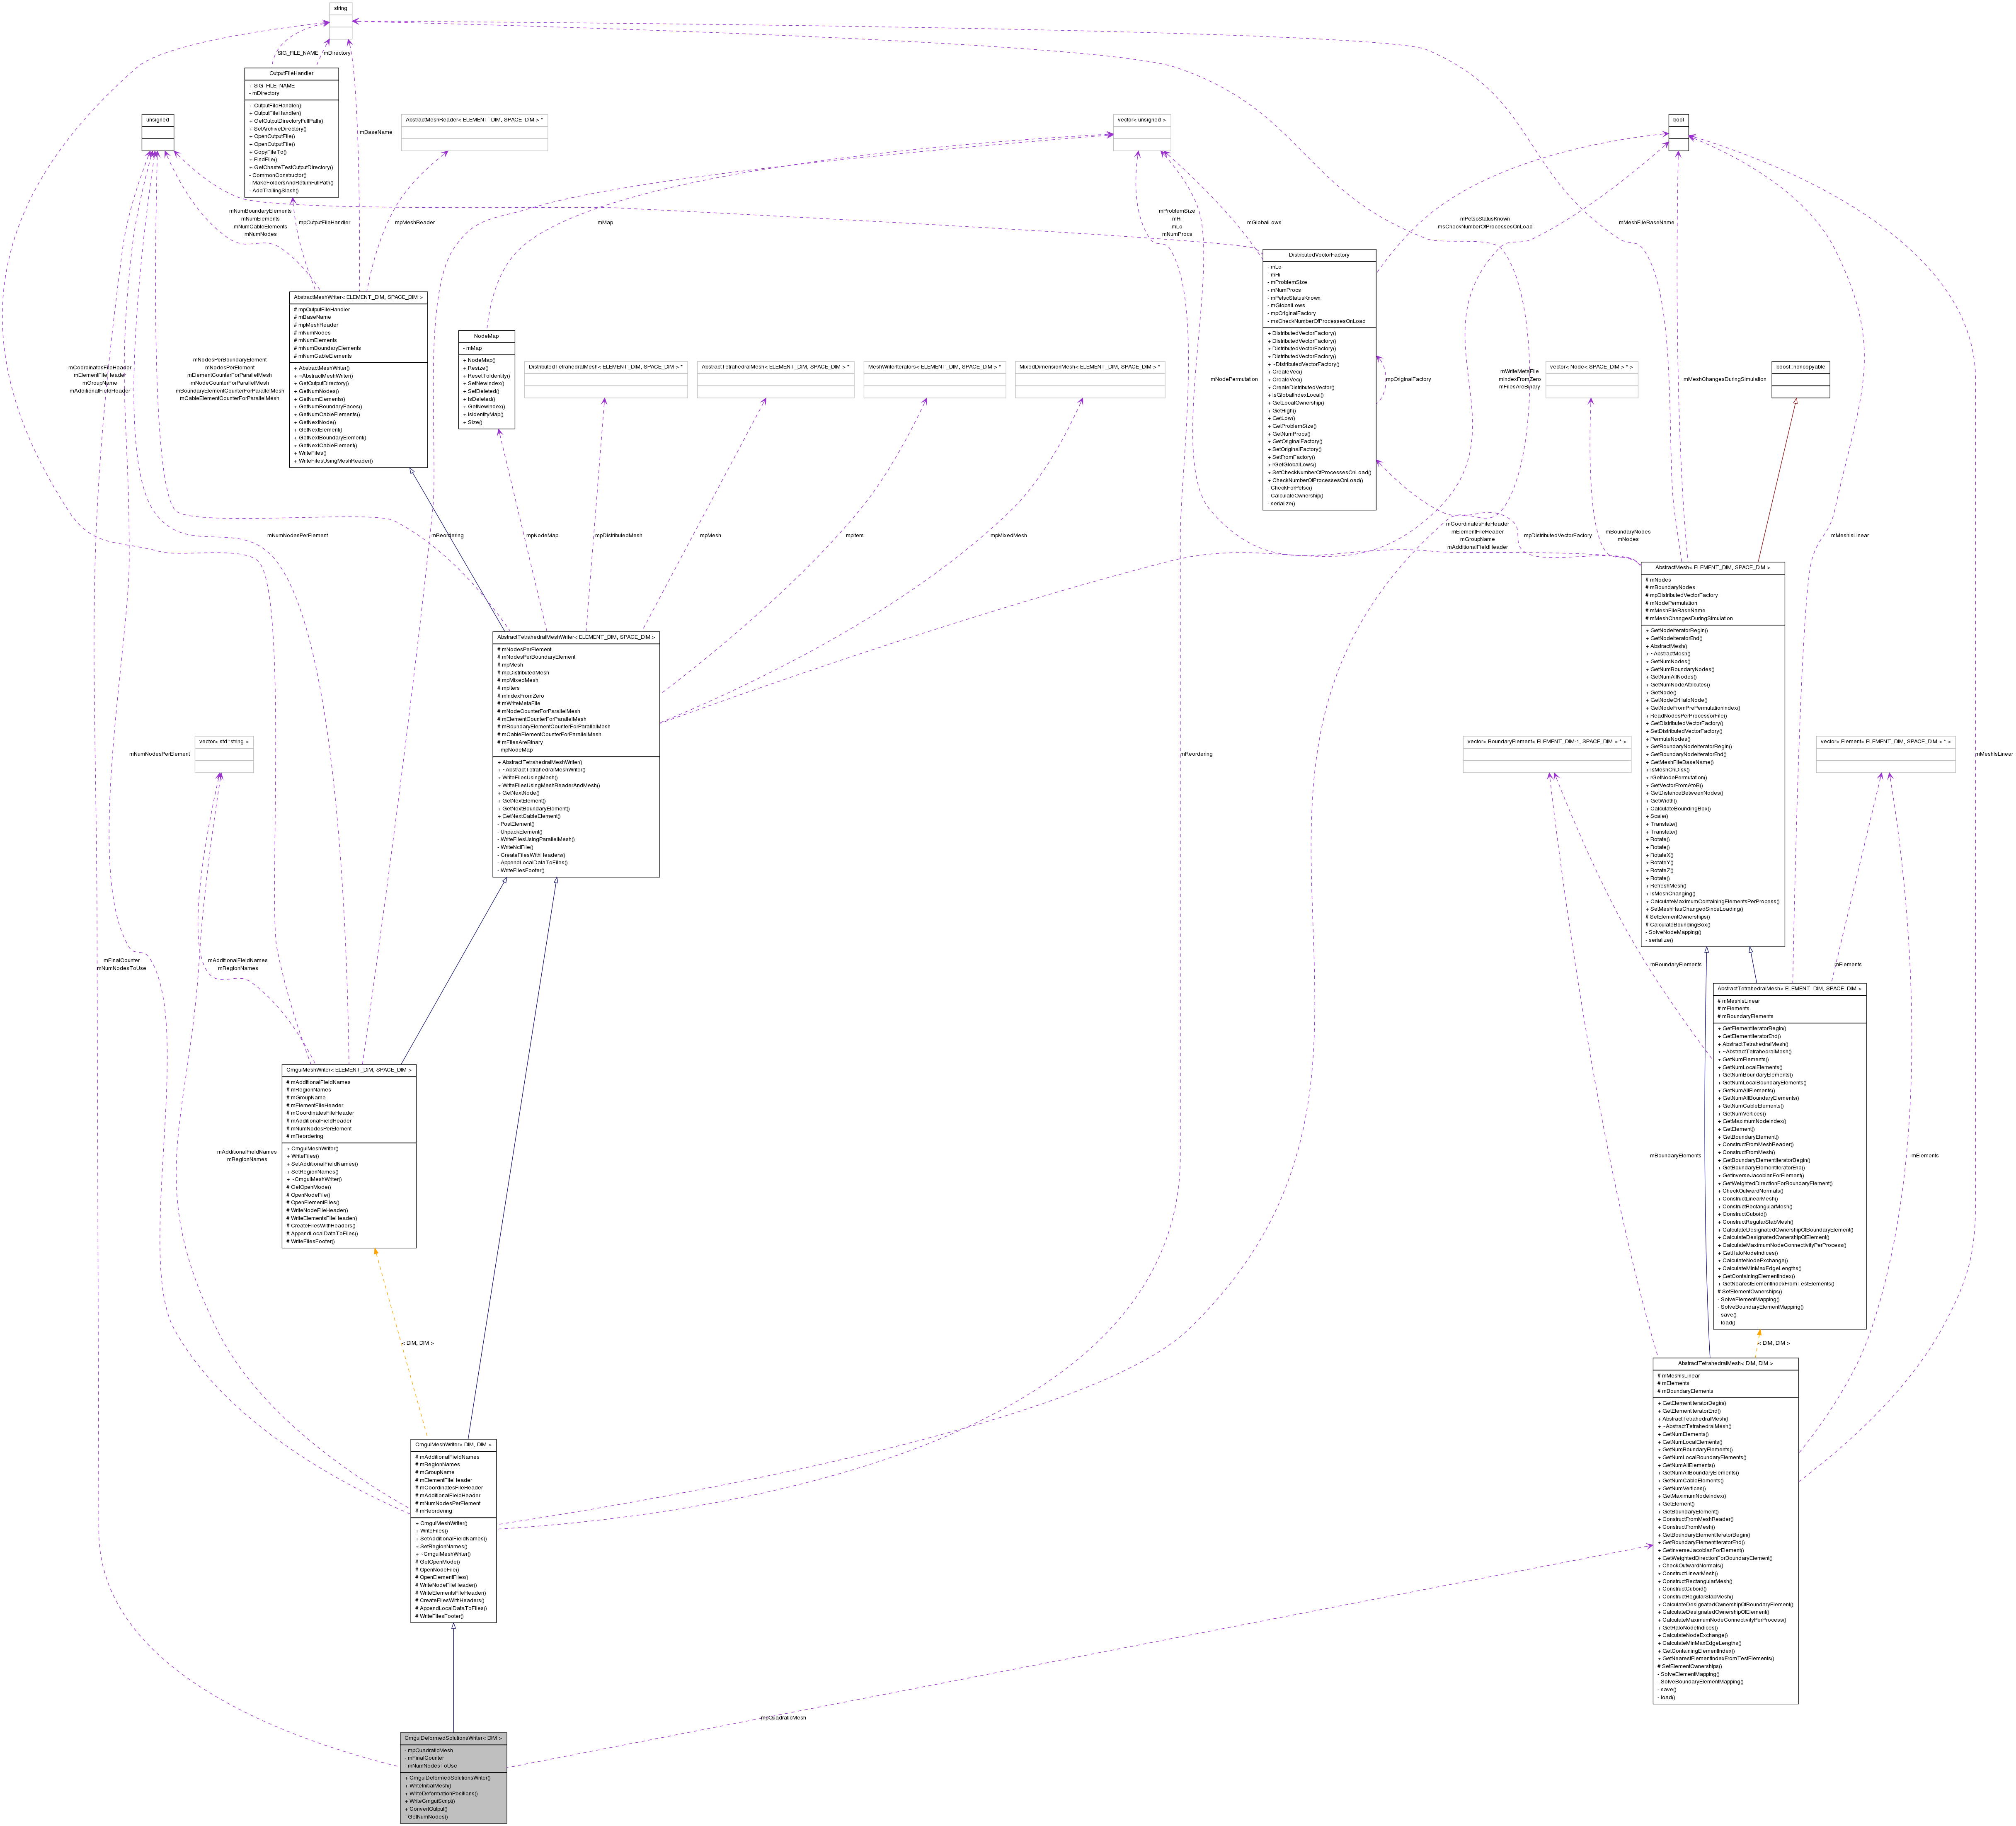 string
SIG_FILE_NAME
mDirectory
OutputFileHandler
+ SIG_FILE_NAME
- mDirectory
+ OutputFileHandler()
+ OutputFileHandler()
+ GetOutputDirectoryFullPath()
+ SetArchiveDirectory()
+ OpenOutputFile()
+ OpenOutputFile()
+ CopyFileTo()
+ FindFile()
+ GetChasteTestOutputDirectory()
- CommonConstructor()
- MakeFoldersAndReturnFullPath()
- AddTrailingSlash()
unsigned
mBaseName
AbstractMeshReader< ELEMENT_DIM, SPACE_DIM > *
vector< unsigned >
bool
mNumBoundaryElements
mNumElements
mNumCableElements
mNumNodes
mpOutputFileHandler
mpMeshReader
mMap
mProblemSize
mHi
mLo
mNumProcs
mGlobalLows
mPetscStatusKnown
msCheckNumberOfProcessesOnLoad
mMeshFileBaseName
DistributedVectorFactory
- mLo
- mHi
- mProblemSize
- mNumProcs
- mPetscStatusKnown
- mGlobalLows
- mpOriginalFactory
- msCheckNumberOfProcessesOnLoad
+ DistributedVectorFactory()
+ DistributedVectorFactory()
+ DistributedVectorFactory()
+ DistributedVectorFactory()
+ ~DistributedVectorFactory()
+ CreateVec()
+ CreateVec()
+ CreateDistributedVector()
+ IsGlobalIndexLocal()
+ GetLocalOwnership()
+ GetHigh()
+ GetLow()
+ GetProblemSize()
+ GetNumProcs()
+ GetOriginalFactory()
+ SetOriginalFactory()
+ SetFromFactory()
+ rGetGlobalLows()
+ SetCheckNumberOfProcessesOnLoad()
+ CheckNumberOfProcessesOnLoad()
- CheckForPetsc()
- CalculateOwnership()
- serialize()
AbstractMeshWriter< ELEMENT_DIM, SPACE_DIM >
# mpOutputFileHandler
# mBaseName
# mpMeshReader
# mNumNodes
# mNumElements
# mNumBoundaryElements
# mNumCableElements
+ AbstractMeshWriter()
+ ~AbstractMeshWriter()
+ GetOutputDirectory()
+ GetNumNodes()
+ GetNumElements()
+ GetNumBoundaryFaces()
+ GetNumCableElements()
+ GetNextNode()
+ GetNextElement()
+ GetNextBoundaryElement()
+ GetNextCableElement()
+ WriteFiles()
+ WriteFilesUsingMeshReader()
NodeMap
- mMap
+ NodeMap()
+ Resize()
+ ResetToIdentity()
+ SetNewIndex()
+ SetDeleted()
+ IsDeleted()
+ GetNewIndex()
+ IsIdentityMap()
+ Size()
DistributedTetrahedralMesh< ELEMENT_DIM, SPACE_DIM > *
AbstractTetrahedralMesh< ELEMENT_DIM, SPACE_DIM > *
MeshWriterIterators< ELEMENT_DIM, SPACE_DIM > *
MixedDimensionMesh< ELEMENT_DIM, SPACE_DIM > *
vector< Node< SPACE_DIM > * >
boost::noncopyable
mCoordinatesFileHeader
mElementFileHeader
mGroupName
mAdditionalFieldHeader
mNodesPerBoundaryElement
mNodesPerElement
mElementCounterForParallelMesh
mNodeCounterForParallelMesh
mBoundaryElementCounterForParallelMesh
mCableElementCounterForParallelMesh
mNodePermutation
mpOriginalFactory
mWriteMetaFile
mIndexFromZero
mFilesAreBinary
mMeshChangesDuringSimulation
mNumNodesPerElement
mReordering
mpNodeMap
mpDistributedMesh
mpMesh
mpIters
mpMixedMesh
mCoordinatesFileHeader
mElementFileHeader
mGroupName
mAdditionalFieldHeader
mpDistributedVectorFactory
mBoundaryNodes
mNodes
mMeshIsLinear
AbstractMesh< ELEMENT_DIM, SPACE_DIM >
# mNodes
# mBoundaryNodes
# mpDistributedVectorFactory
# mNodePermutation
# mMeshFileBaseName
# mMeshChangesDuringSimulation
+ GetNodeIteratorBegin()
+ GetNodeIteratorEnd()
+ AbstractMesh()
+ ~AbstractMesh()
+ GetNumNodes()
+ GetNumBoundaryNodes()
+ GetNumAllNodes()
+ GetNumNodeAttributes()
+ GetNode()
+ GetNodeOrHaloNode()
+ GetNodeFromPrePermutationIndex()
+ ReadNodesPerProcessorFile()
+ GetDistributedVectorFactory()
+ SetDistributedVectorFactory()
+ PermuteNodes()
+ GetBoundaryNodeIteratorBegin()
+ GetBoundaryNodeIteratorEnd()
+ GetMeshFileBaseName()
+ IsMeshOnDisk()
+ rGetNodePermutation()
+ GetVectorFromAtoB()
+ GetDistanceBetweenNodes()
+ GetWidth()
+ CalculateBoundingBox()
+ Scale()
+ Translate()
+ Translate()
+ Rotate()
+ Rotate()
+ RotateX()
+ RotateY()
+ RotateZ()
+ Rotate()
+ RefreshMesh()
+ IsMeshChanging()
+ CalculateMaximumContainingElementsPerProcess()
+ SetMeshHasChangedSinceLoading()
# SetElementOwnerships()
# CalculateBoundingBox()
- SolveNodeMapping()
- serialize()
AbstractTetrahedralMeshWriter< ELEMENT_DIM, SPACE_DIM >
# mNodesPerElement
# mNodesPerBoundaryElement
# mpMesh
# mpDistributedMesh
# mpMixedMesh
# mpIters
# mIndexFromZero
# mWriteMetaFile
# mNodeCounterForParallelMesh
# mElementCounterForParallelMesh
# mBoundaryElementCounterForParallelMesh
# mCableElementCounterForParallelMesh
# mFilesAreBinary
- mpNodeMap
+ AbstractTetrahedralMeshWriter()
+ ~AbstractTetrahedralMeshWriter()
+ WriteFilesUsingMesh()
+ WriteFilesUsingMeshReaderAndMesh()
+ GetNextNode()
+ GetNextElement()
+ GetNextBoundaryElement()
+ GetNextCableElement()
- PostElement()
- UnpackElement()
- WriteFilesUsingParallelMesh()
- WriteNclFile()
- CreateFilesWithHeaders()
- AppendLocalDataToFiles()
- WriteFilesFooter()
mNumNodesPerElement
vector< std::string >
mReordering
vector< BoundaryElement< ELEMENT_DIM-1, SPACE_DIM > * >
vector< Element< ELEMENT_DIM, SPACE_DIM > * >
mMeshIsLinear
mFinalCounter
mNumNodesToUse
mAdditionalFieldNames
mRegionNames
mBoundaryElements
mElements
AbstractTetrahedralMesh< ELEMENT_DIM, SPACE_DIM >
# mMeshIsLinear
# mElements
# mBoundaryElements
+ GetElementIteratorBegin()
+ GetElementIteratorEnd()
+ AbstractTetrahedralMesh()
+ ~AbstractTetrahedralMesh()
+ GetNumElements()
+ GetNumLocalElements()
+ GetNumBoundaryElements()
+ GetNumLocalBoundaryElements()
+ GetNumAllElements()
+ GetNumAllBoundaryElements()
+ GetNumCableElements()
+ GetNumVertices()
+ GetMaximumNodeIndex()
+ GetElement()
+ GetBoundaryElement()
+ ConstructFromMeshReader()
+ ConstructFromMesh()
+ GetBoundaryElementIteratorBegin()
+ GetBoundaryElementIteratorEnd()
+ GetInverseJacobianForElement()
+ GetWeightedDirectionForBoundaryElement()
+ CheckOutwardNormals()
+ ConstructLinearMesh()
+ ConstructRectangularMesh()
+ ConstructCuboid()
+ ConstructRegularSlabMesh()
+ CalculateDesignatedOwnershipOfBoundaryElement()
+ CalculateDesignatedOwnershipOfElement()
+ CalculateMaximumNodeConnectivityPerProcess()
+ GetHaloNodeIndices()
+ CalculateNodeExchange()
+ CalculateMinMaxEdgeLengths()
+ GetContainingElementIndex()
+ GetNearestElementIndexFromTestElements()
# SetElementOwnerships()
- SolveElementMapping()
- SolveBoundaryElementMapping()
- save()
- load()
CmguiMeshWriter< ELEMENT_DIM, SPACE_DIM >
# mAdditionalFieldNames
# mRegionNames
# mGroupName
# mElementFileHeader
# mCoordinatesFileHeader
# mAdditionalFieldHeader
# mNumNodesPerElement
# mReordering
+ CmguiMeshWriter()
+ WriteFiles()
+ SetAdditionalFieldNames()
+ SetRegionNames()
+ ~CmguiMeshWriter()
# GetOpenMode()
# OpenNodeFile()
# OpenElementFiles()
# WriteNodeFileHeader()
# WriteElementsFileHeader()
# CreateFilesWithHeaders()
# AppendLocalDataToFiles()
# WriteFilesFooter()
mAdditionalFieldNames
mRegionNames
mBoundaryElements
mElements
< DIM, DIM >
< DIM, DIM >
AbstractTetrahedralMesh< DIM, DIM >
# mMeshIsLinear
# mElements
# mBoundaryElements
+ GetElementIteratorBegin()
+ GetElementIteratorEnd()
+ AbstractTetrahedralMesh()
+ ~AbstractTetrahedralMesh()
+ GetNumElements()
+ GetNumLocalElements()
+ GetNumBoundaryElements()
+ GetNumLocalBoundaryElements()
+ GetNumAllElements()
+ GetNumAllBoundaryElements()
+ GetNumCableElements()
+ GetNumVertices()
+ GetMaximumNodeIndex()
+ GetElement()
+ GetBoundaryElement()
+ ConstructFromMeshReader()
+ ConstructFromMesh()
+ GetBoundaryElementIteratorBegin()
+ GetBoundaryElementIteratorEnd()
+ GetInverseJacobianForElement()
+ GetWeightedDirectionForBoundaryElement()
+ CheckOutwardNormals()
+ ConstructLinearMesh()
+ ConstructRectangularMesh()
+ ConstructCuboid()
+ ConstructRegularSlabMesh()
+ CalculateDesignatedOwnershipOfBoundaryElement()
+ CalculateDesignatedOwnershipOfElement()
+ CalculateMaximumNodeConnectivityPerProcess()
+ GetHaloNodeIndices()
+ CalculateNodeExchange()
+ CalculateMinMaxEdgeLengths()
+ GetContainingElementIndex()
+ GetNearestElementIndexFromTestElements()
# SetElementOwnerships()
- SolveElementMapping()
- SolveBoundaryElementMapping()
- save()
- load()
CmguiMeshWriter< DIM, DIM >
# mAdditionalFieldNames
# mRegionNames
# mGroupName
# mElementFileHeader
# mCoordinatesFileHeader
# mAdditionalFieldHeader
# mNumNodesPerElement
# mReordering
+ CmguiMeshWriter()
+ WriteFiles()
+ SetAdditionalFieldNames()
+ SetRegionNames()
+ ~CmguiMeshWriter()
# GetOpenMode()
# OpenNodeFile()
# OpenElementFiles()
# WriteNodeFileHeader()
# WriteElementsFileHeader()
# CreateFilesWithHeaders()
# AppendLocalDataToFiles()
# WriteFilesFooter()
mpQuadraticMesh
CmguiDeformedSolutionsWriter< DIM >
- mpQuadraticMesh
- mFinalCounter
- mNumNodesToUse
+ CmguiDeformedSolutionsWriter()
+ WriteInitialMesh()
+ WriteDeformationPositions()
+ WriteCmguiScript()
+ ConvertOutput()
- GetNumNodes()